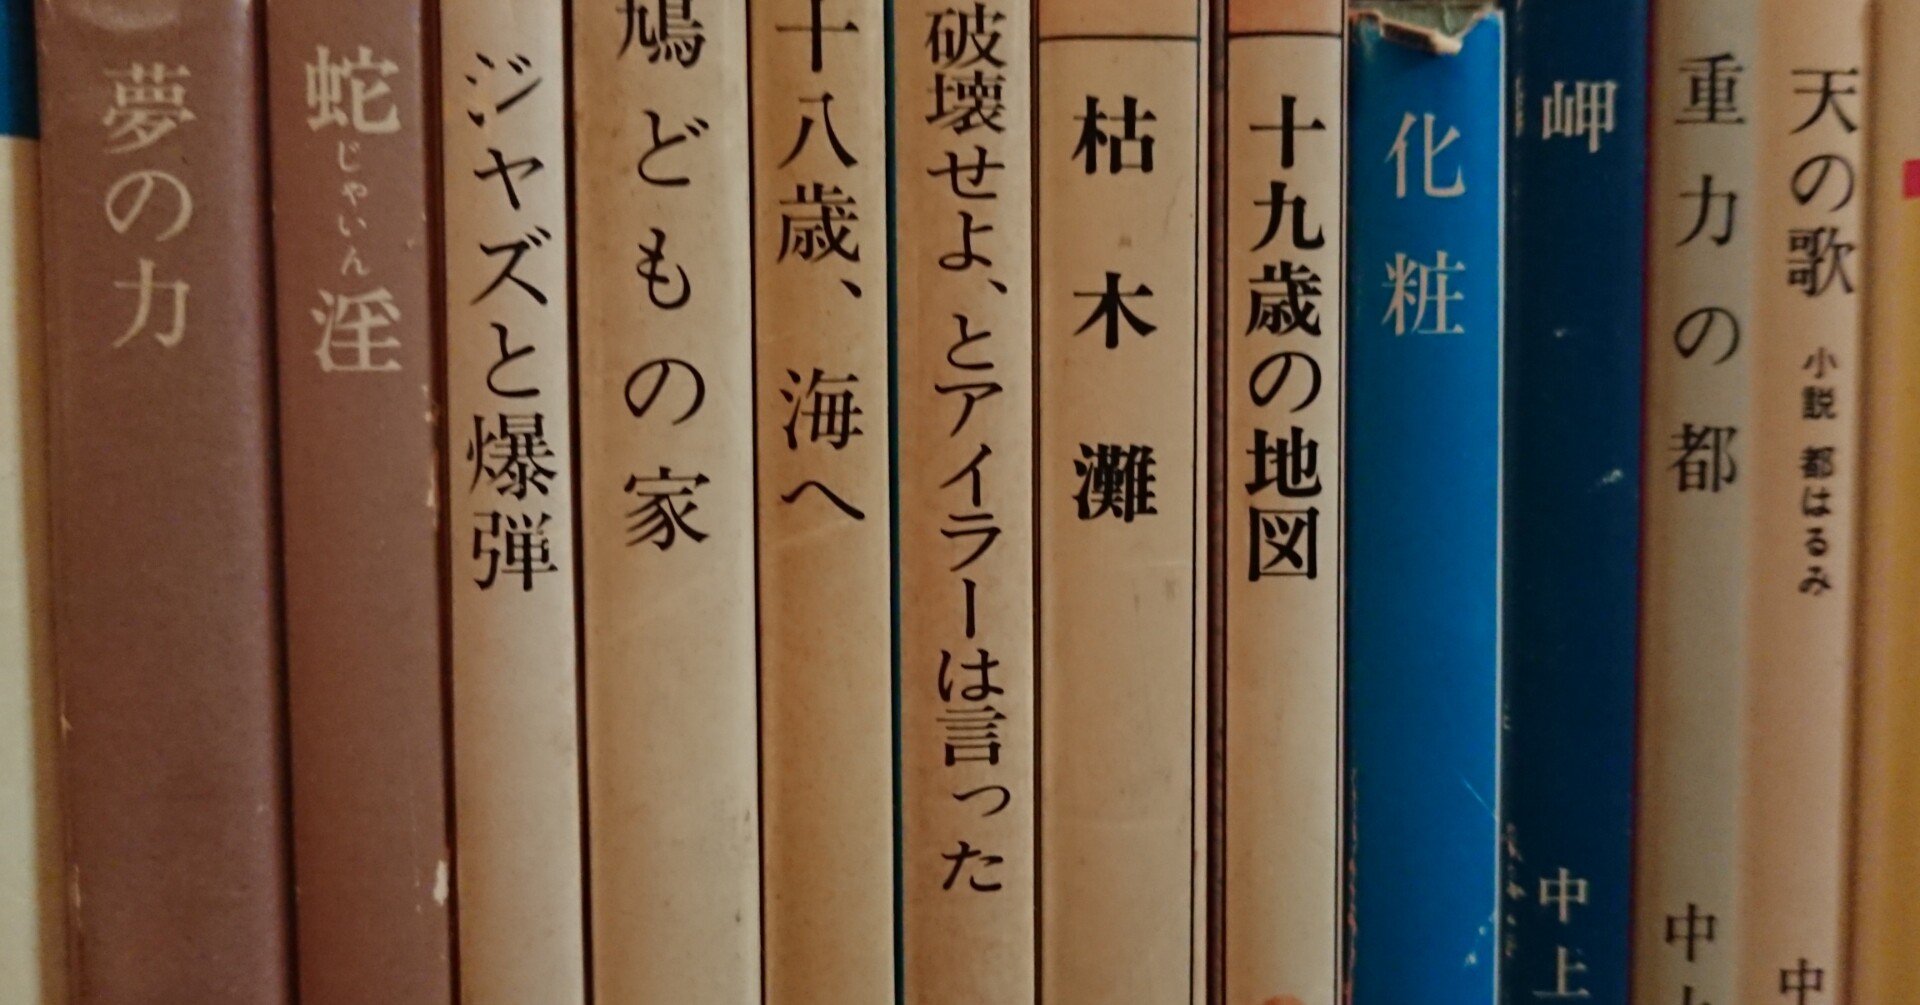 夢の力
蛇淫
じゃいん
ジャズと爆弾
鳩どもの家
十八歳、海へ
破壊せよ、とアイラーは言った
枯木灘
十九歳の地図
化粧
岬 中上
重力の都 中上
天の歌 小説 都はるみ 中